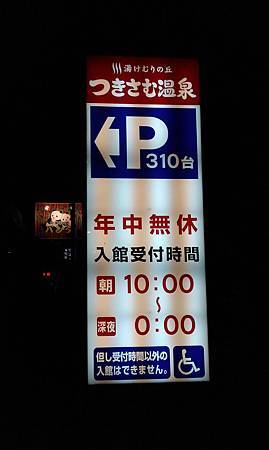 湯けむりの丘
つきさむ温泉
P
310台
年中無休
入館受付時間
朝 10:00
〜
深夜 0:00
但し受付時間以外の
入館はできません。